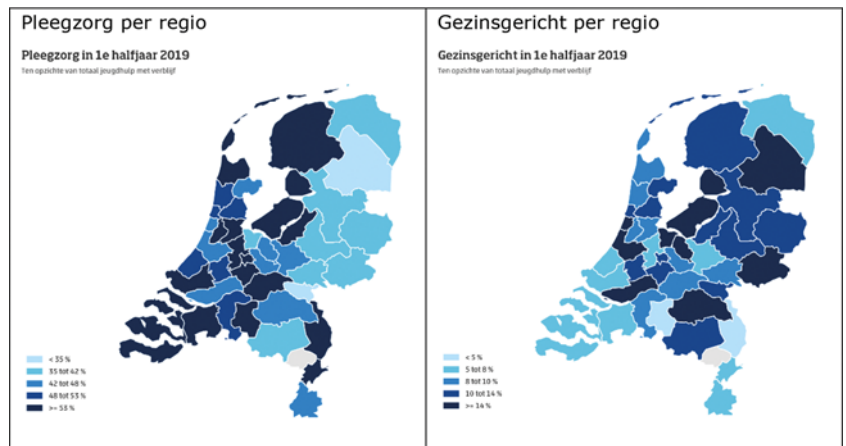 Pleegzorg per regio
Pleegzorg in 1e halfjaar 2019
Ten opzichte van totaal jeugdhulp met verblijf
< 35 %
35 tot 42 %
42 tot 48 %
48 tot 53 %
>= 53 %
Gezinsgericht per regio
Gezinsgericht in 1e halfjaar 2019
Ten opzichte van totaal jeugdhulp met verblijf
< 5 %
5 tot 8 %
8 tot 10 %
10 tot 14 %
>= 14 %